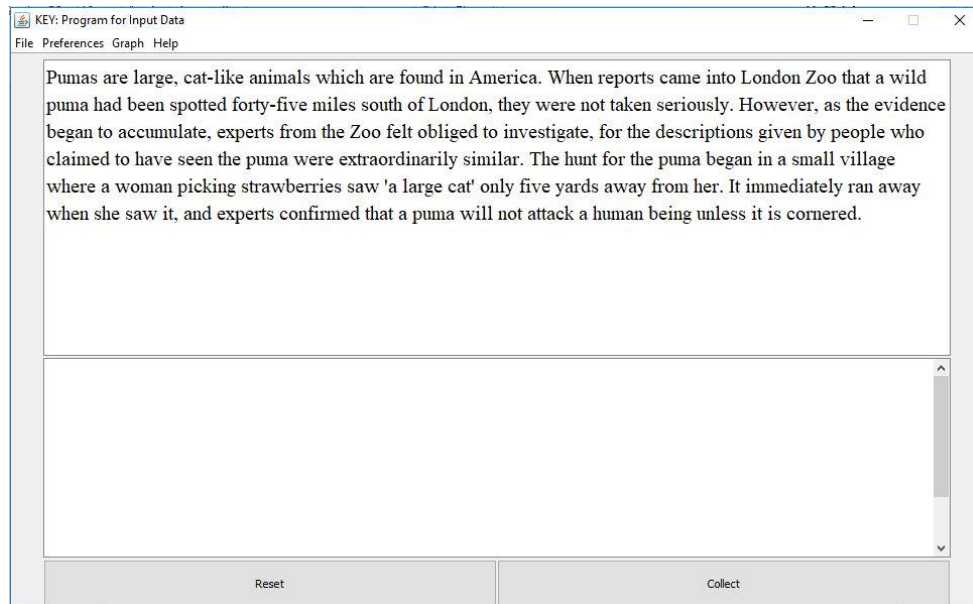 KEY: Program for Input Data
File Preferences Graph Help
Pumas are large, cat-like animals which are found in America. When reports came into London Zoo that a wild
puma had been spotted forty-five miles south of London, they were not taken seriously. However, as the evidence
began to accumulate, experts from the Zoo felt obliged to investigate, for the descriptions given by people who
claimed to have seen the puma were extraordinarily similar. The hunt for the puma began in a small village
where a woman picking strawberries saw 'a large cat' only five yards away from her. It immediately ran away
when she saw it, and experts confirmed that a puma will not attack a human being unless it is cornered.
Reset Collect